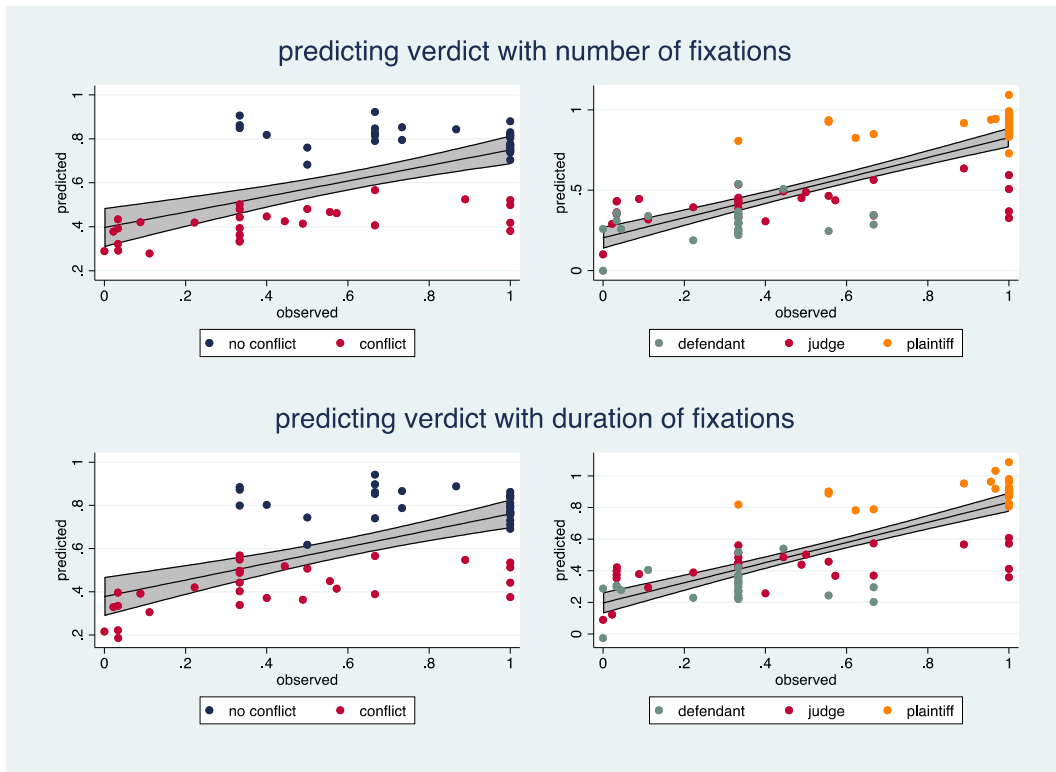 predicting verdict with number of fixations
predicted
.2 .4 .6 .8 1
0 .2 .4 .6 .8 1
observed
no conflict conflict
predicted
0 .5 1
0 .2 .4 .6 .8 1
observed
defendant judge plaintiff
predicting verdict with duration of fixations
predicted
.2 .4 .6 .8 1
0 .2 .4 .6 .8 1
observed
no conflict conflict
predicted
0 .2 .4 .6 .8 1
0 .2 .4 .6 .8 1
observed
defendant judge plaintiff